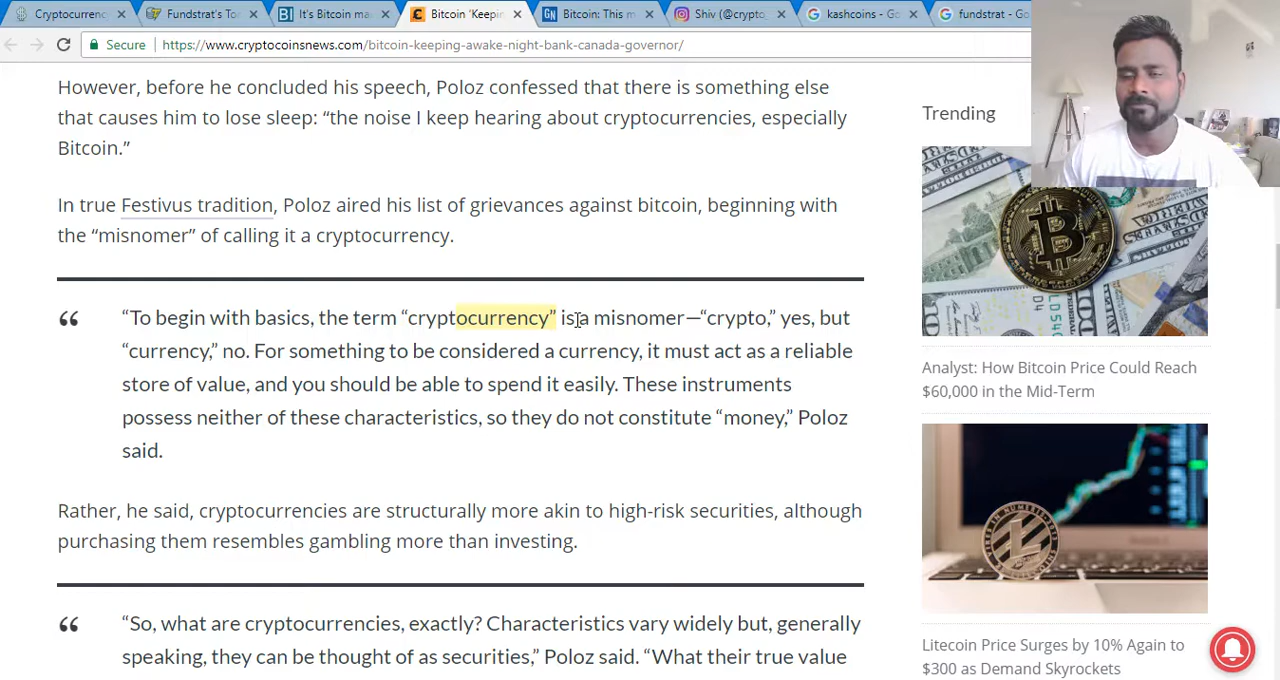 Cryptocurrenc
Fundstrat's To
It's Bitcoin ma
Bitcoin 'Keepin
Bitcoin: This m
Shiv (@crypto_
kashcoins - Go
fundstrat - Go
Secure
https://www.cryptocoinsnews.com/bitcoin-keeping-awake-night-bank-canada-governor/
However, before he concluded his speech, Poloz confessed that there is something else
that causes him to lose sleep: “the noise I keep hearing about cryptocurrencies, especially
Bitcoin.”
In true Festivus tradition, Poloz aired his list of grievances against bitcoin, beginning with
the “misnomer” of calling it a cryptocurrency.
“To begin with basics, the term “cryptocurrency” is a misnomer—“crypto,” yes, but
“currency,” no. For something to be considered a currency, it must act as a reliable
store of value, and you should be able to spend it easily. These instruments
possess neither of these characteristics, so they do not constitute “money,” Poloz
said.
Rather, he said, cryptocurrencies are structurally more akin to high-risk securities, although
purchasing them resembles gambling more than investing.
“So, what are cryptocurrencies, exactly? Characteristics vary widely but, generally
speaking, they can be thought of as securities,” Poloz said. “What their true value
Trending
Analyst: How Bitcoin Price Could Reach
$60,000 in the Mid-Term
Litecoin Price Surges by 10% Again to
$300 as Demand Skyrockets